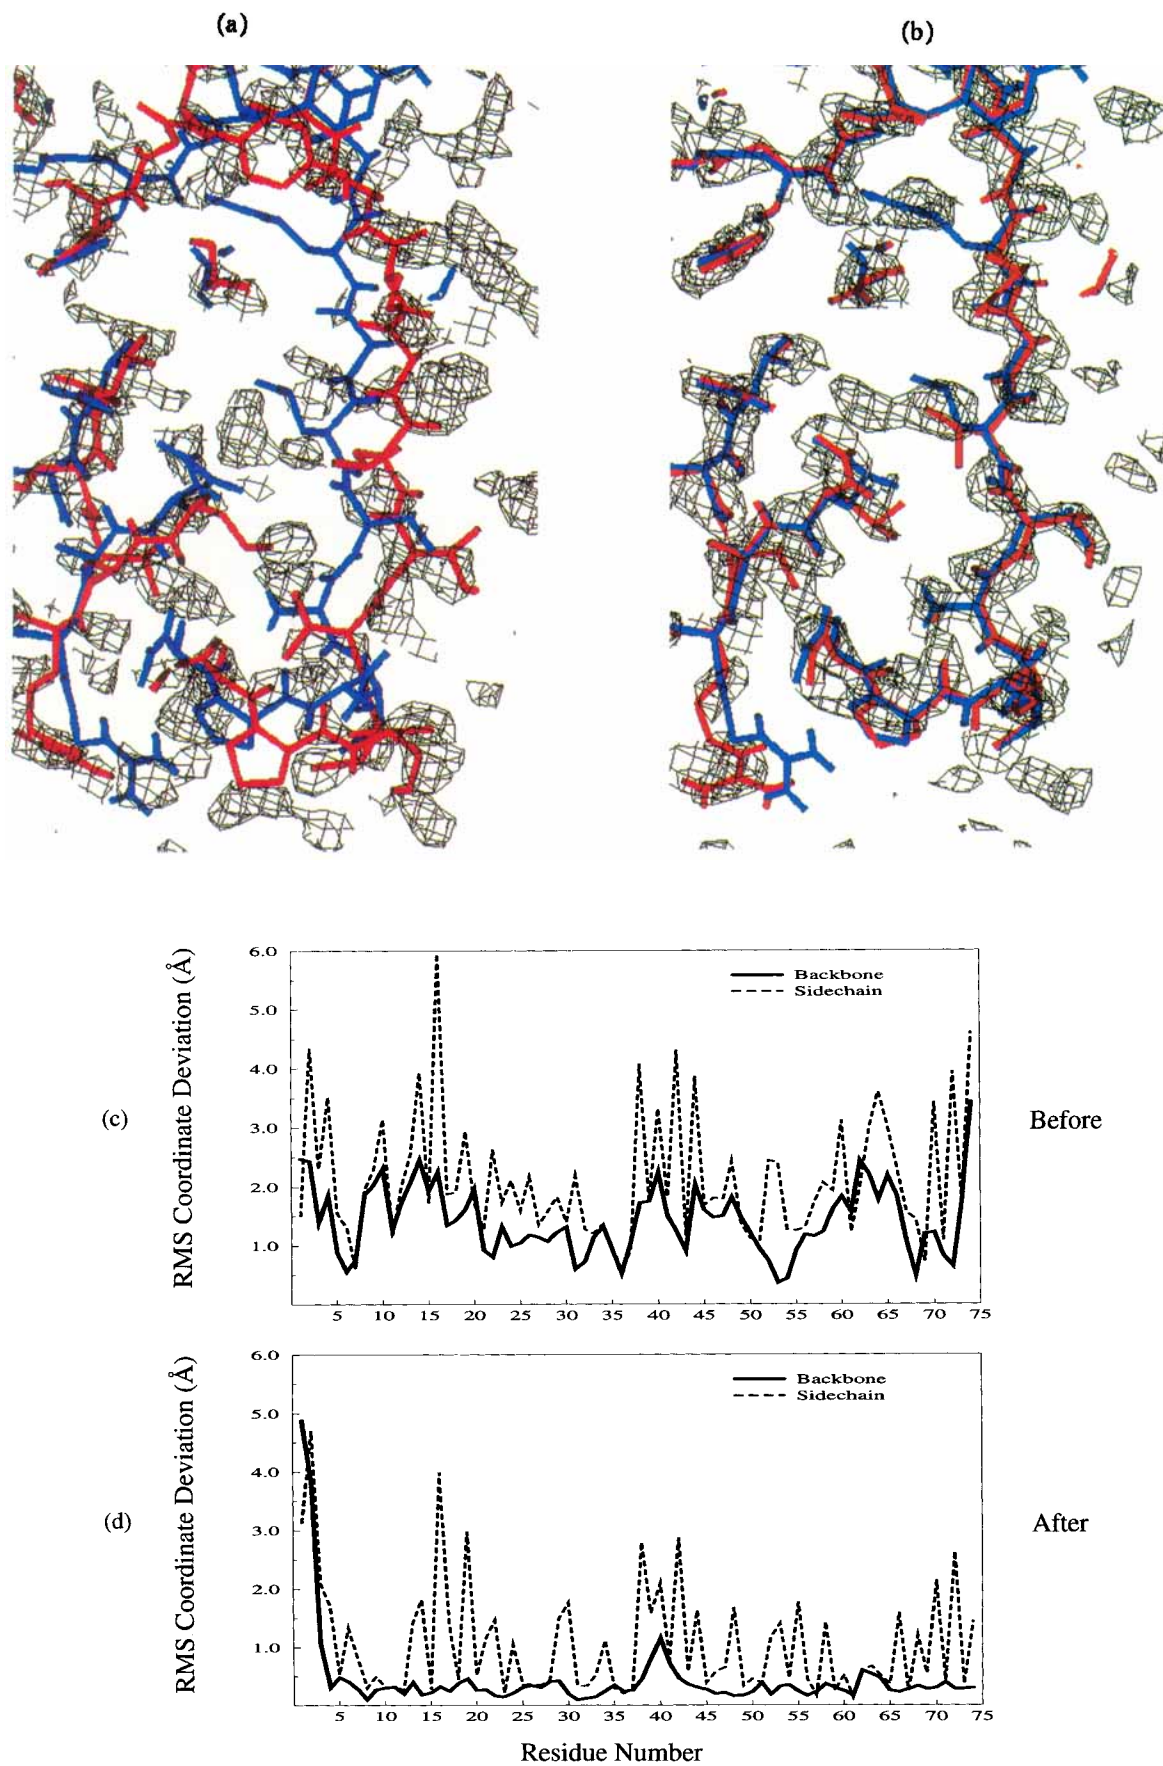 (a)
(b)
(c)
RMS Coordinate Deviation (Å)
6.0
5.0
4.0
3.0
2.0
1.0
Backbone
Sidechain
5 10 15 20 25 30 35 40 45 50 55 60 65 70 75
Before
(d)
RMS Coordinate Deviation (Å)
6.0
5.0
4.0
3.0
2.0
1.0
Backbone
Sidechain
5 10 15 20 25 30 35 40 45 50 55 60 65 70 75
After
Residue Number